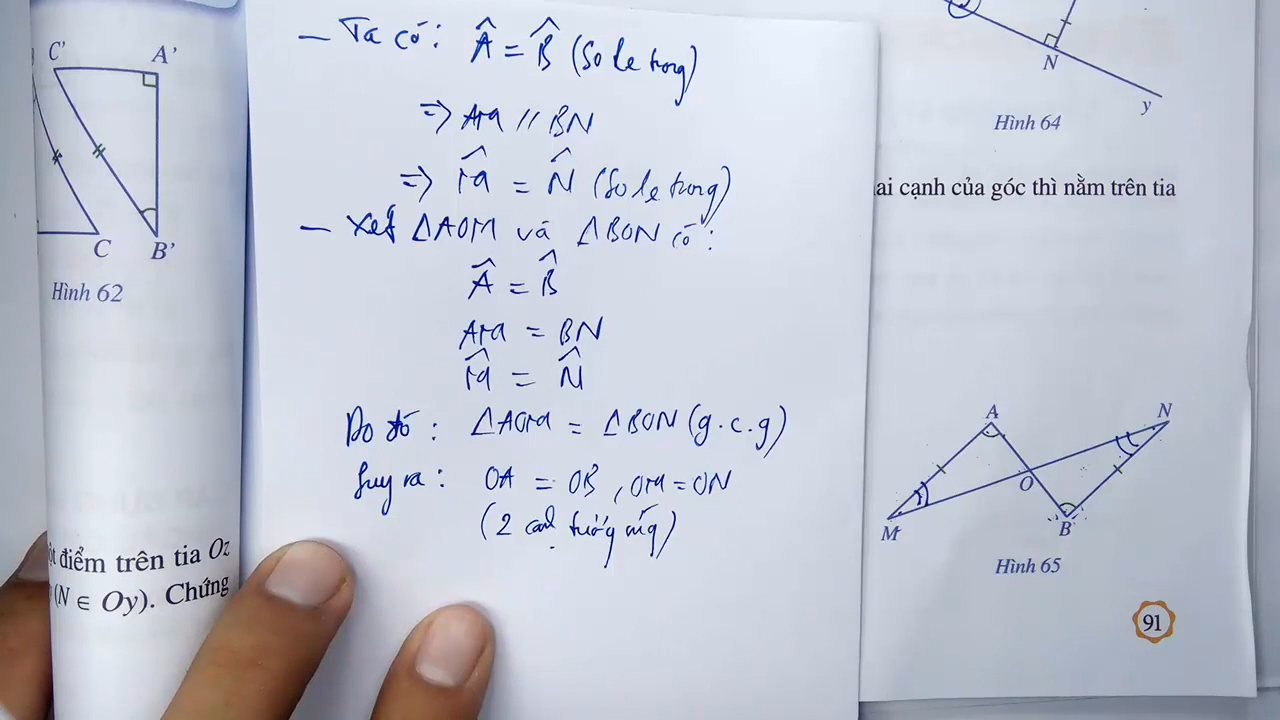 C'
A'
C
B'
Hình 62
ột điểm trên tia Oz
(N ∈ Oy). Chứng
– Ta có: Â = B̂ (So le trong)
=> AM // BN
=> M̂ = N̂ (So le trong)
– Xét ΔAOM và ΔBON có:
Â = B̂
AM = BN
M̂ = N̂
Do đó: ΔAOM = ΔBON (g.c.g)
Suy ra: OA = OB, OM = ON
(2 cạnh tương ứng)
N
y
Hình 64
ai cạnh của góc thì nằm trên tia
A
N
O
M
B
Hình 65
91